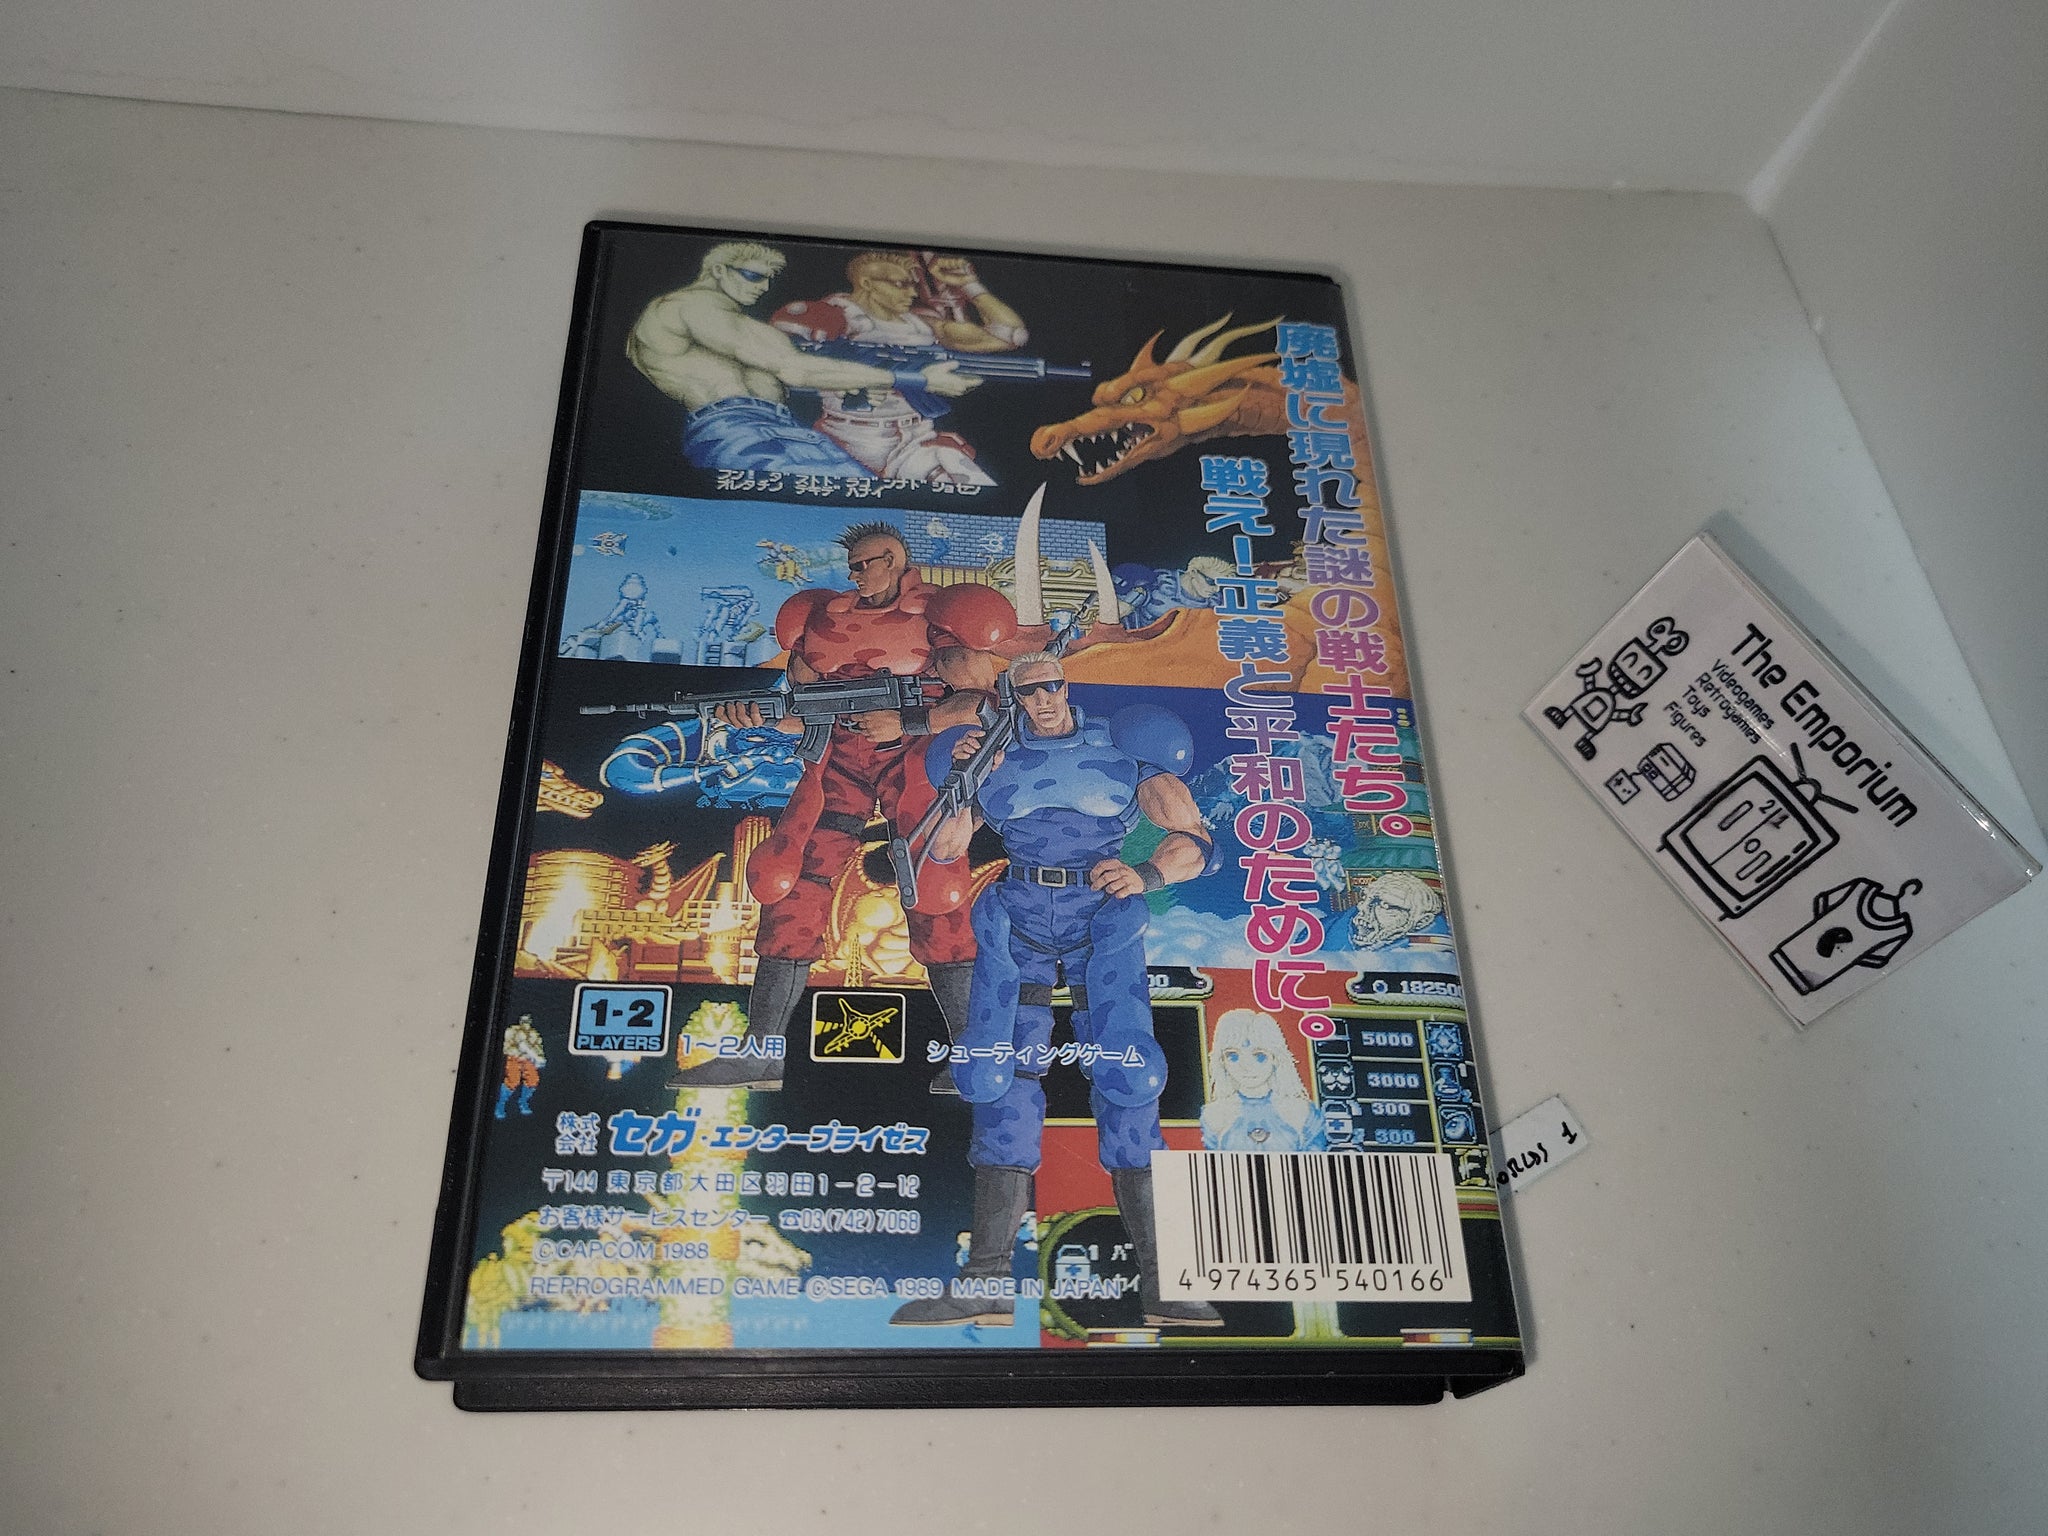 廃墟に現れた謎の戦士たち。
戦え!正義と平和のために。
1-2
PLAYERS
1〜2人用
シューティングゲーム
株式会社 セガ・エンタープライゼス
〒144 東京都大田区羽田1-2-12
お客様サービスセンター ☎03(742)7068
©CAPCOM 1988
REPROGRAMMED GAME ©SEGA 1989 MADE IN JAPAN
4 974365 540166
182500
5000
3000
300
300
The Emporium
Videogames
Retrogames
Toys
Figures